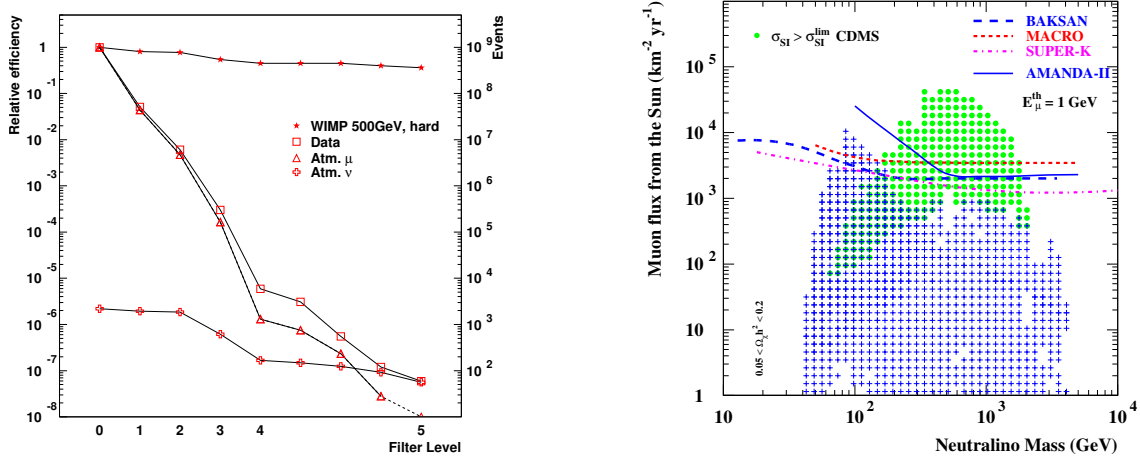 Relative efficiency
1
10 -1
10 -2
10 -3
10 -4
10 -5
10 -6
10 -7
10 -8
Events
10 9
10 8
10 7
10 6
10 5
10 4
10 3
10 2
WIMP 500GeV, hard
Data
Atm. μ
Atm. ν
0 1 2 3 4 5
Filter Level
Muon flux from the Sun (km-2 yr-1)
10 5
10 4
10 3
10 2
10
1
σSI > σSI lim CDMS
BAKSAN
MACRO
SUPER-K
AMANDA-II
Eμ th = 1 GeV
0.05 < Ωχh2 < 0.2
10 10 2 10 3 10 4
Neutralino Mass (GeV)